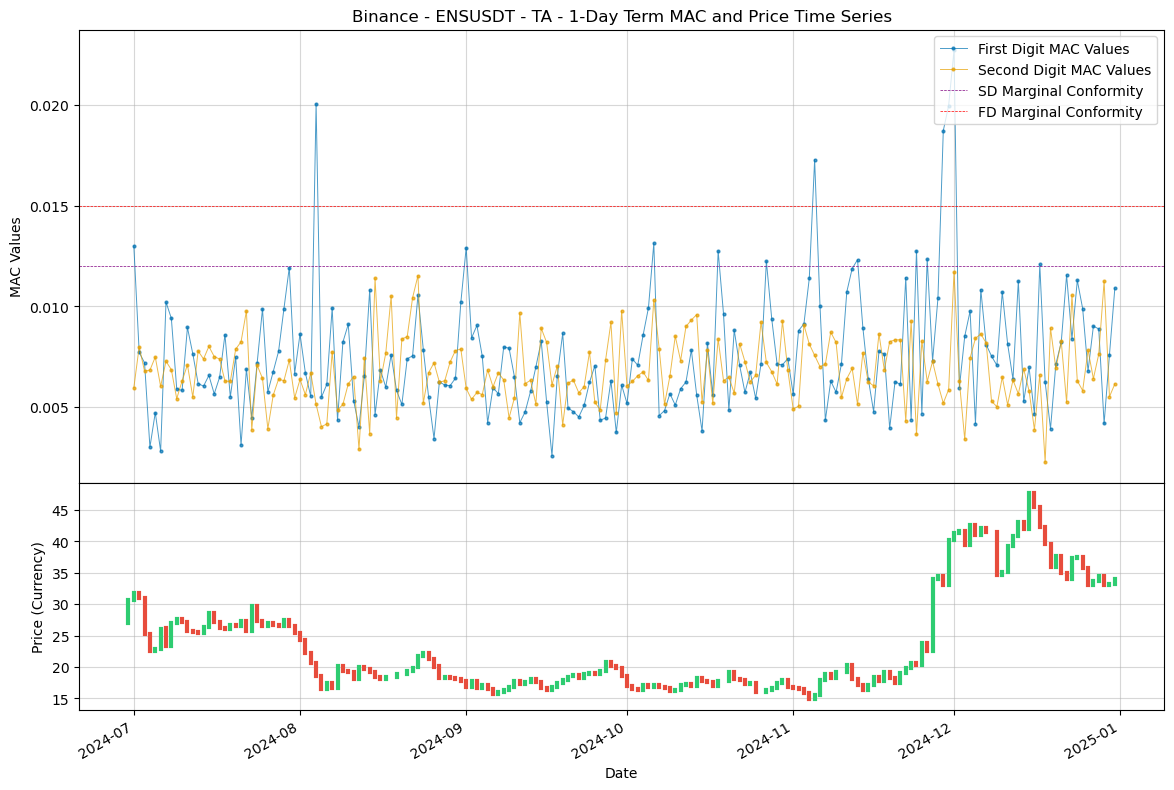 Binance - ENSUSDT - TA - 1-Day Term MAC and Price Time Series
First Digit MAC Values
Second Digit MAC Values
SD Marginal Conformity
FD Marginal Conformity
MAC Values
0.020
0.015
0.010
0.005
Price (Currency)
45
40
35
30
25
20
15
2024-07
2024-08
2024-09
2024-10
2024-11
2024-12
2025-01
Date